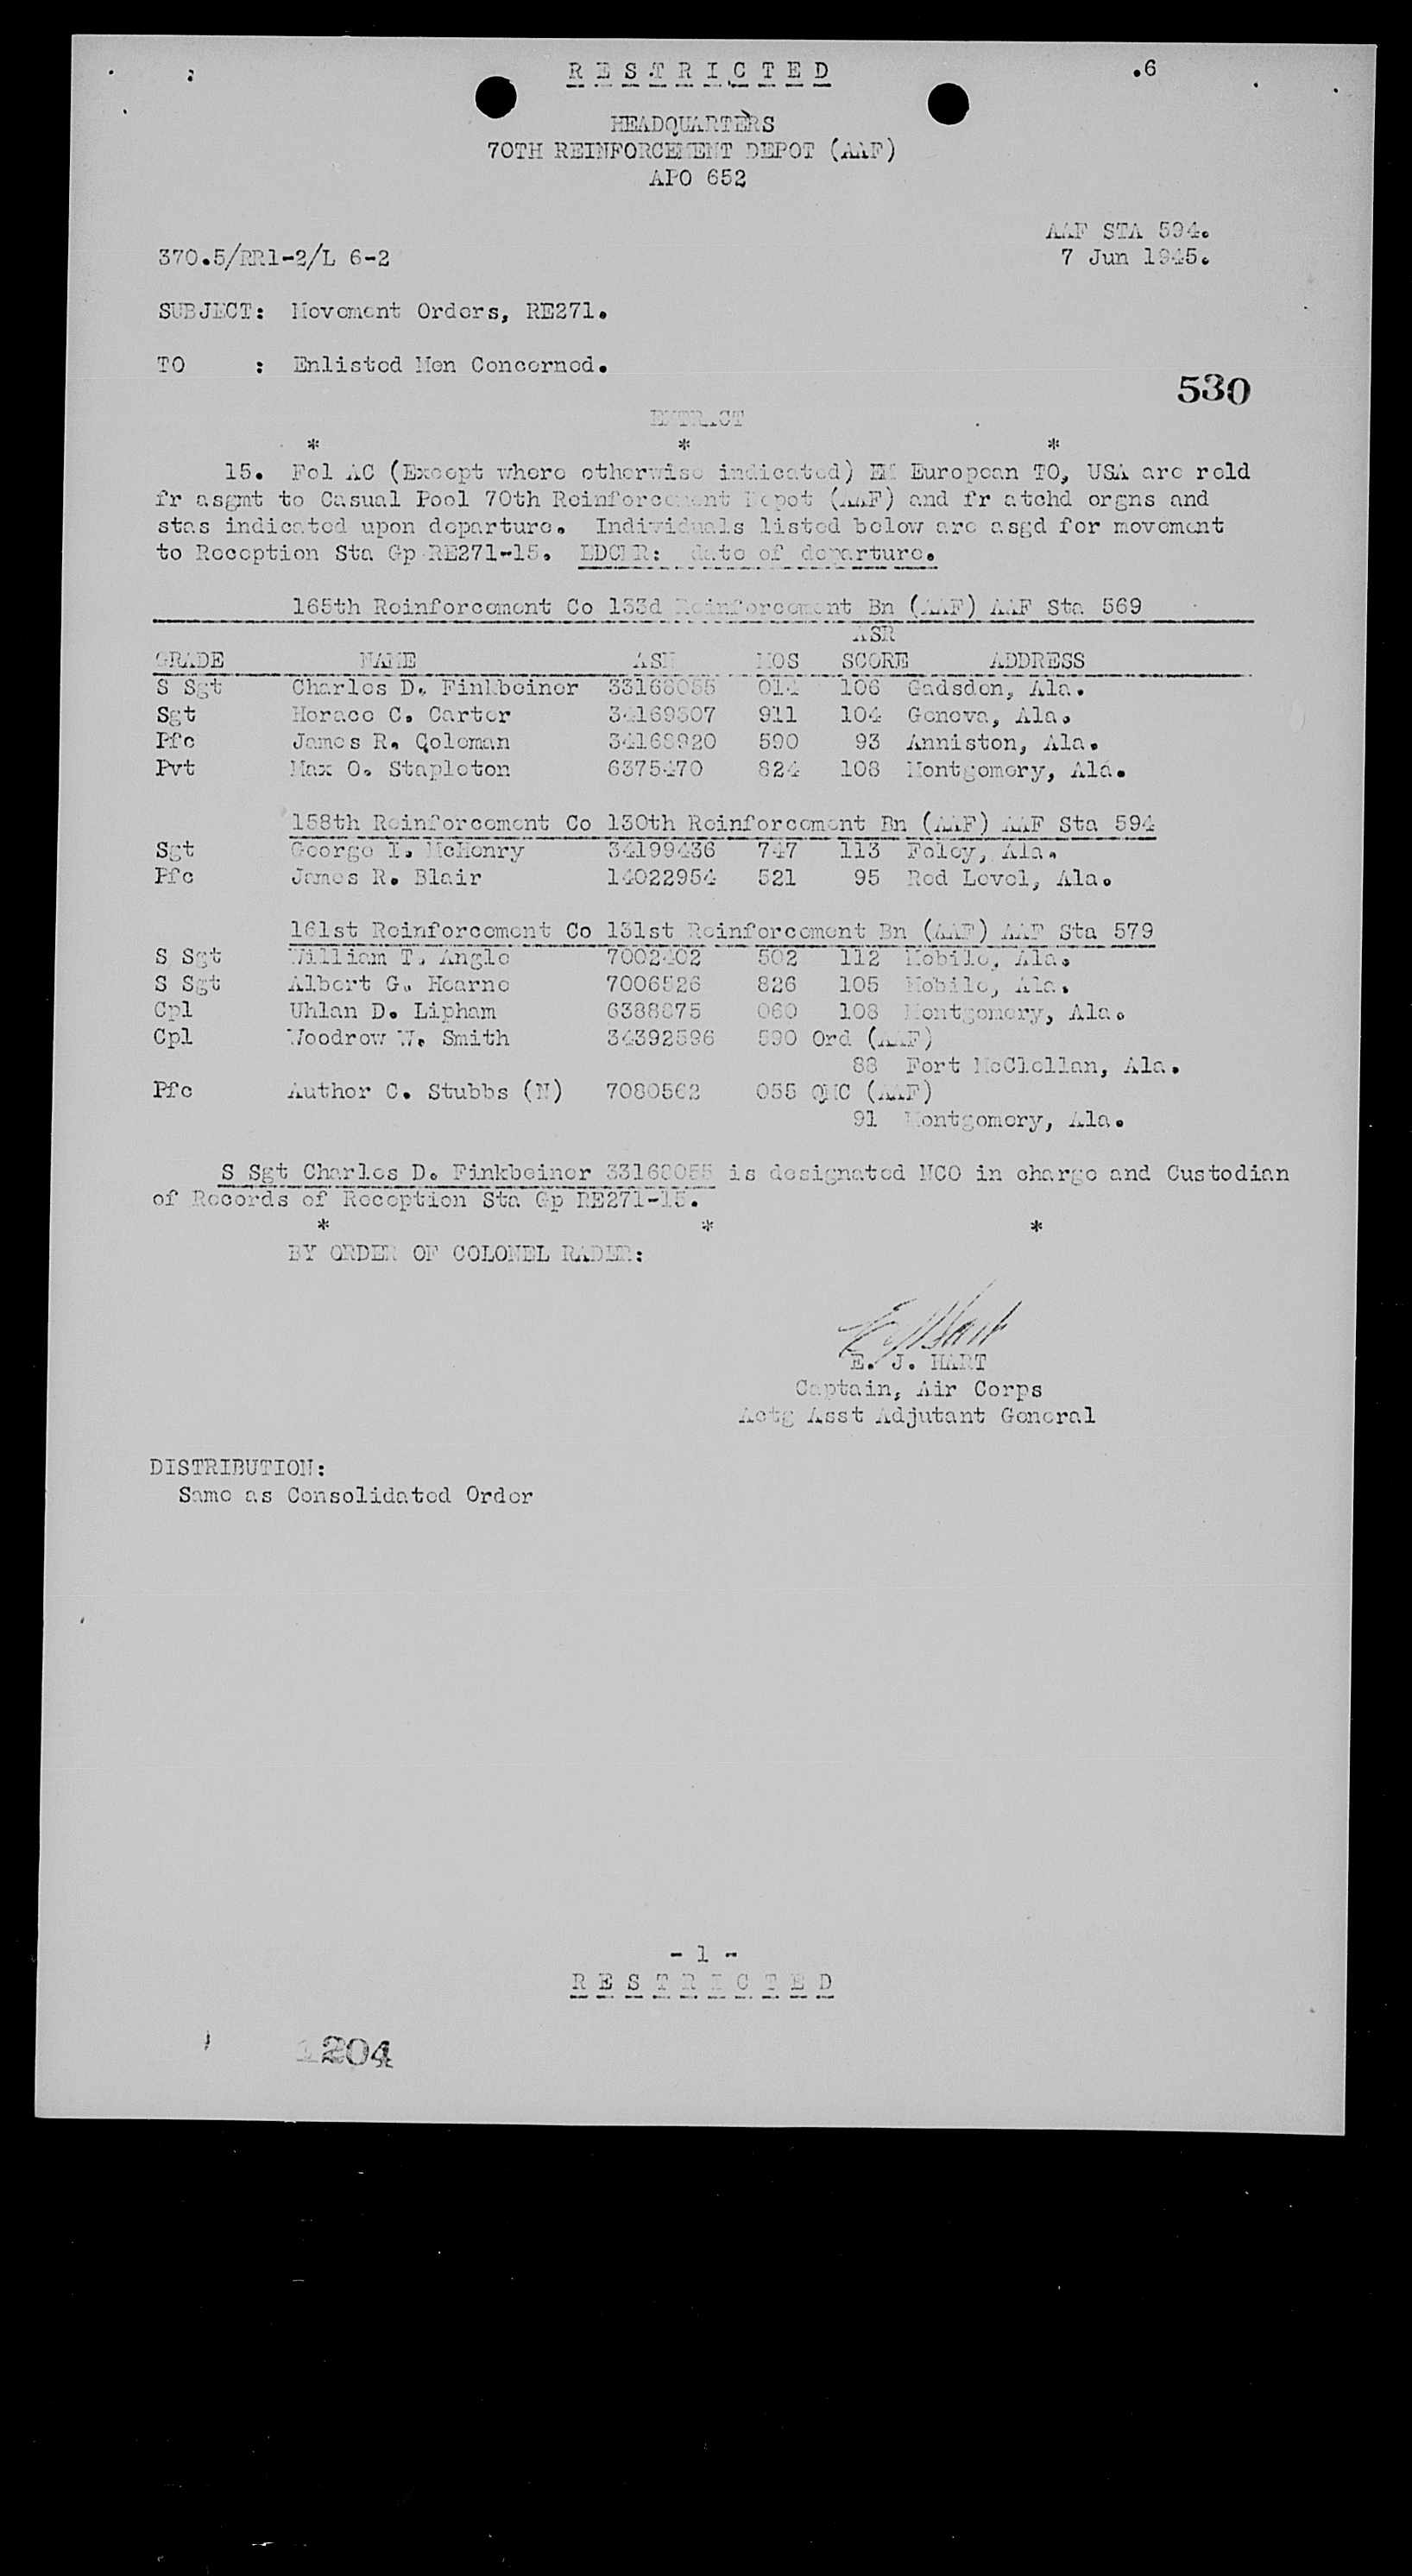 R E S T R I C T E D
.6
HEADQUARTERS
70TH REINFORCEMENT DEPOT (AAF)
APO 652
AAF STA 594.
370.5/RR1-2/L 6-2
7 Jun 1945.
SUBJECT: Movement Orders, RE271.
TO : Enlisted Men Concerned.
530
EXTRACT
* * *
15. Fol AC (Except where otherwise indicated) EM European TO, USA are reld
fr asgmt to Casual Pool 70th Reinforcement Depot (AAF) and fr atchd orgns and
stas indicated upon departure. Individuals listed below are asgd for movement
to Reception Sta Gp RE271-15. EDCMR: date of departure.
165th Reinforcement Co 133d Reinforcement Bn (AAF) AAF Sta 569
ASR
GRADE NAME ASN MOS SCORE ADDRESS
S Sgt Charles D. Finkbeiner 33168055 014 106 Gadsden, Ala.
Sgt Horace C. Carter 34169307 911 104 Geneva, Ala.
Pfc James R. Coleman 34168920 590 93 Anniston, Ala.
Pvt Max O. Stapleton 6375470 824 108 Montgomery, Ala.
158th Reinforcement Co 130th Reinforcement Bn (AAF) AAF Sta 594
Sgt George I. McHenry 34199436 747 113 Foley, Ala.
Pfc James R. Blair 14022954 521 95 Red Level, Ala.
161st Reinforcement Co 131st Reinforcement Bn (AAF) AAF Sta 579
S Sgt William T. Angle 7002402 502 112 Mobile, Ala.
S Sgt Albert G. Hearne 7006526 826 105 Mobile, Ala.
Cpl Uhlan D. Lipham 6388875 060 108 Montgomery, Ala.
Cpl Woodrow W. Smith 34392596 590 Ord (AAF)
88 Fort McClellan, Ala.
Pfc Author C. Stubbs (N) 7080562 055 QMC (AAF)
91 Montgomery, Ala.
S Sgt Charles D. Finkbeiner 33168055 is designated NCO in charge and Custodian
of Records of Reception Sta Gp RE271-15.
* * *
BY ORDER OF COLONEL RADER:
E J Hart
E. J. HART
Captain, Air Corps
Actg Asst Adjutant General
DISTRIBUTION:
Same as Consolidated Order
- 1 -
R E S T R I C T E D
1204